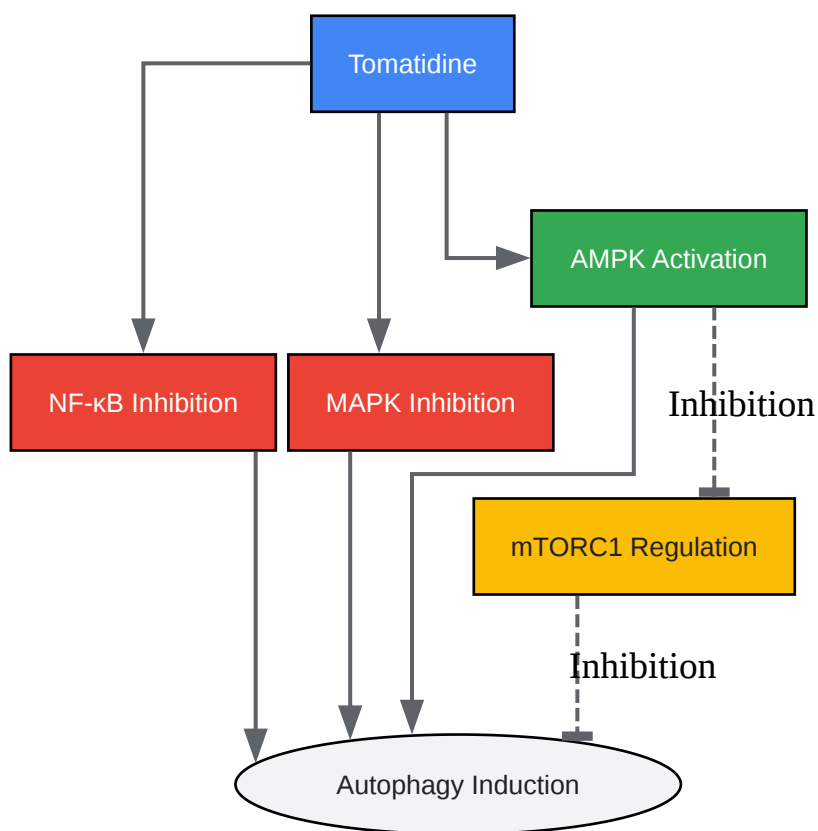 Tomatidine
AMPK Activation
NF-κB Inhibition
MAPK Inhibition
Inhibition
mTORC1 Regulation
Inhibition
Autophagy Induction